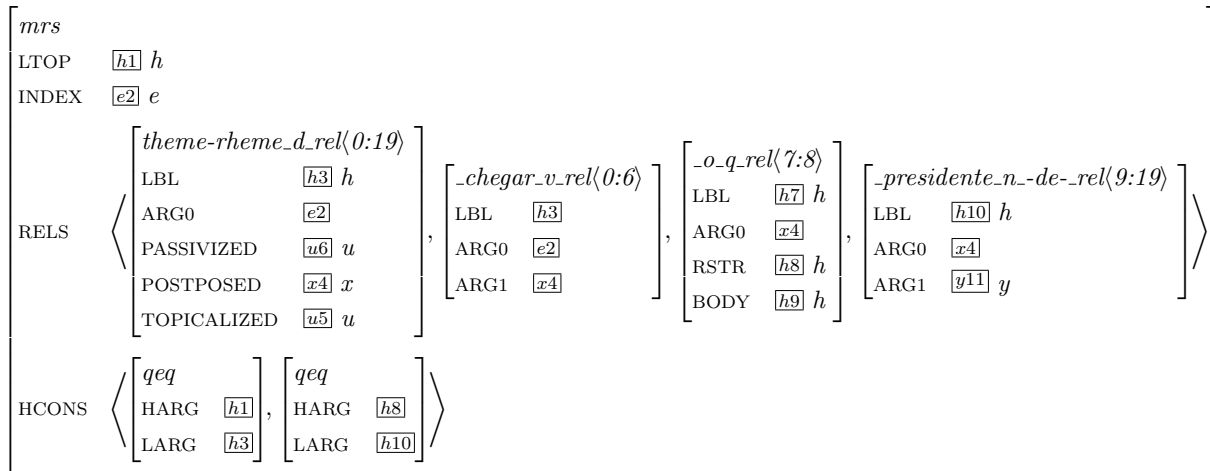 mrs
LTOP h1 h
INDEX e2 e
RELS ⟨ [theme-rheme_d_rel⟨0:19⟩
LBL h3 h
ARG0 e2
PASSIVIZED u6 u
POSTPOSED x4 x
TOPICALIZED u5 u],
[_chegar_v_rel⟨0:6⟩
LBL h3
ARG0 e2
ARG1 x4],
[_o_q_rel⟨7:8⟩
LBL h7 h
ARG0 x4
RSTR h8 h
BODY h9 h],
[_presidente_n_-de-_rel⟨9:19⟩
LBL h10 h
ARG0 x4
ARG1 y11 y] ⟩
HCONS ⟨ [qeq
HARG h1
LARG h3],
[qeq
HARG h8
LARG h10] ⟩